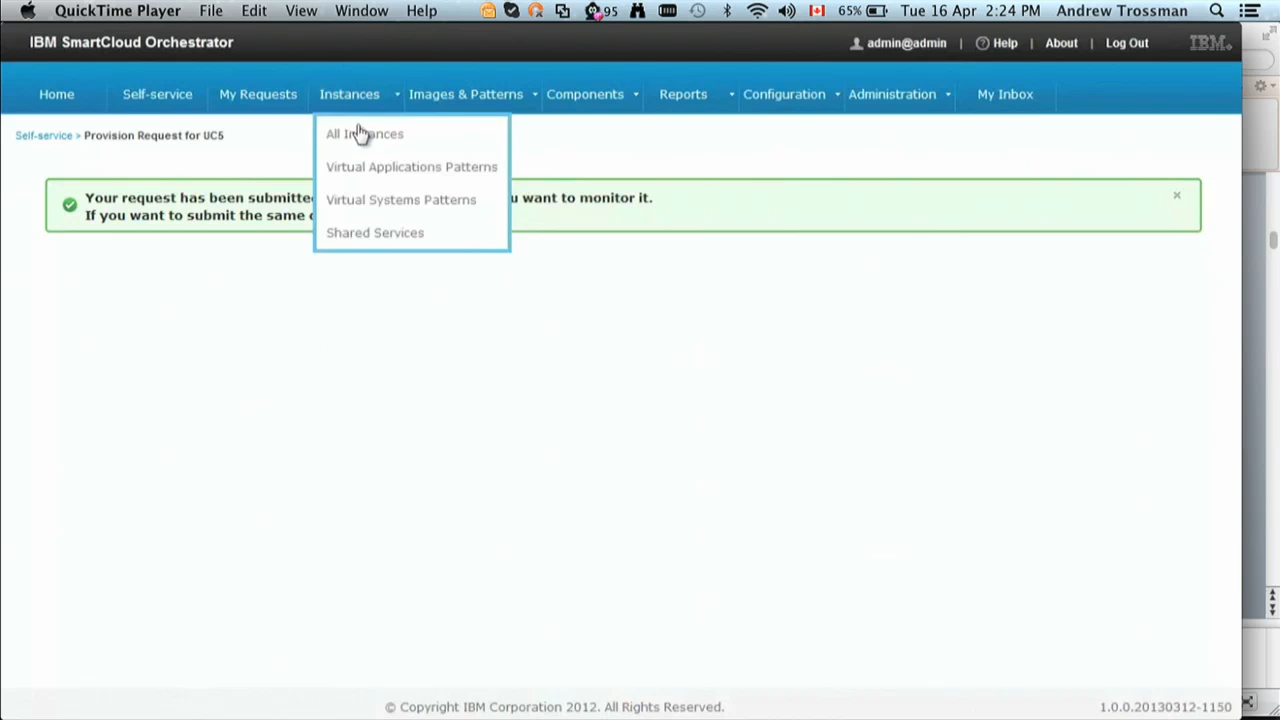 QuickTime Player File Edit View Window Help 95 65% Tue 16 Apr 2:24 PM Andrew Trossman
IBM SmartCloud Orchestrator admin@admin | Help | About | Log Out IBM
Home Self-service My Requests Instances Images & Patterns Components Reports Configuration Administration My Inbox
Self-service > Provision Request for UC5
All Instances
Virtual Applications Patterns
Virtual Systems Patterns
Shared Services
Your request has been submitted u want to monitor it.
If you want to submit the same
© Copyright IBM Corporation 2012. All Rights Reserved. 1.0.0.20130312-1150